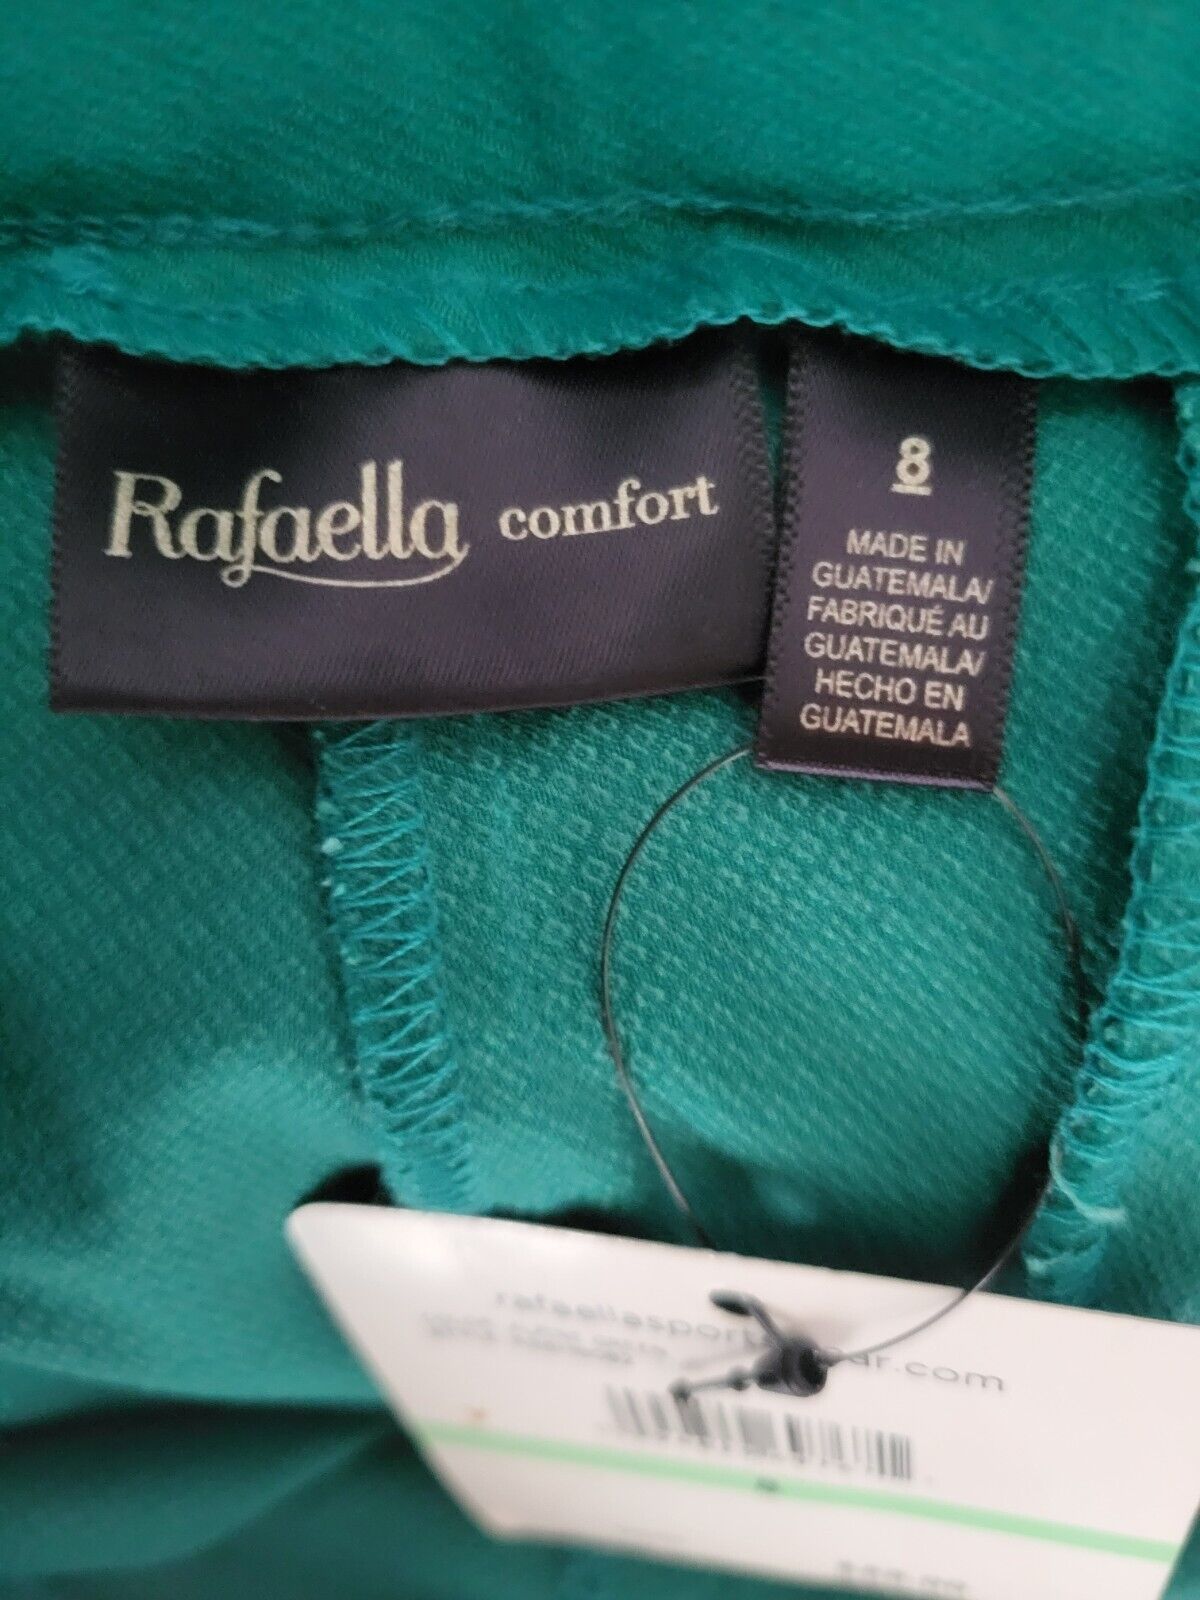 Rafaella comfort
8
MADE IN
GUATEMALA/
FABRIQUÉ AU
GUATEMALA/
HECHO EN
GUATEMALA